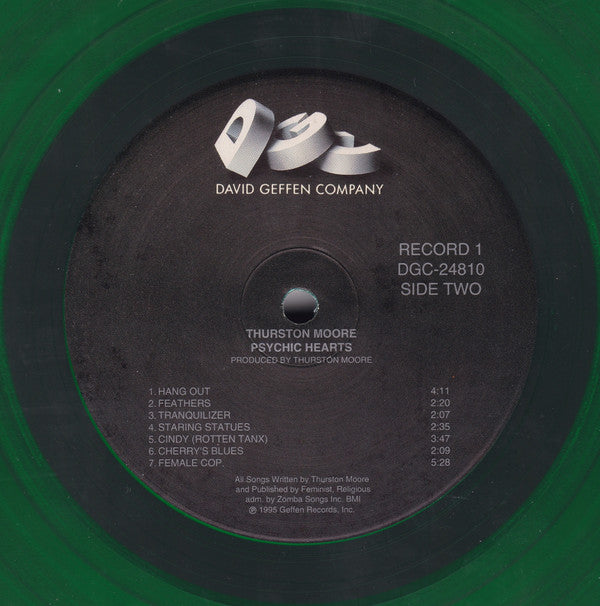 DGC
DAVID GEFFEN COMPANY
RECORD 1
DGC-24810
SIDE TWO
THURSTON MOORE
PSYCHIC HEARTS
PRODUCED BY THURSTON MOORE
1. HANG OUT 4:11
2. FEATHERS 2:20
3. TRANQUILIZER 2:07
4. STARING STATUES 2:35
5. CINDY (ROTTEN TANX) 3:47
6. CHERRY'S BLUES 2:09
7. FEMALE COP. 5:28
All Songs Written by Thurston Moore
and Published by Feminist, Religious
adm. by Zomba Songs Inc. BMI
℗ 1995 Geffen Records, Inc.